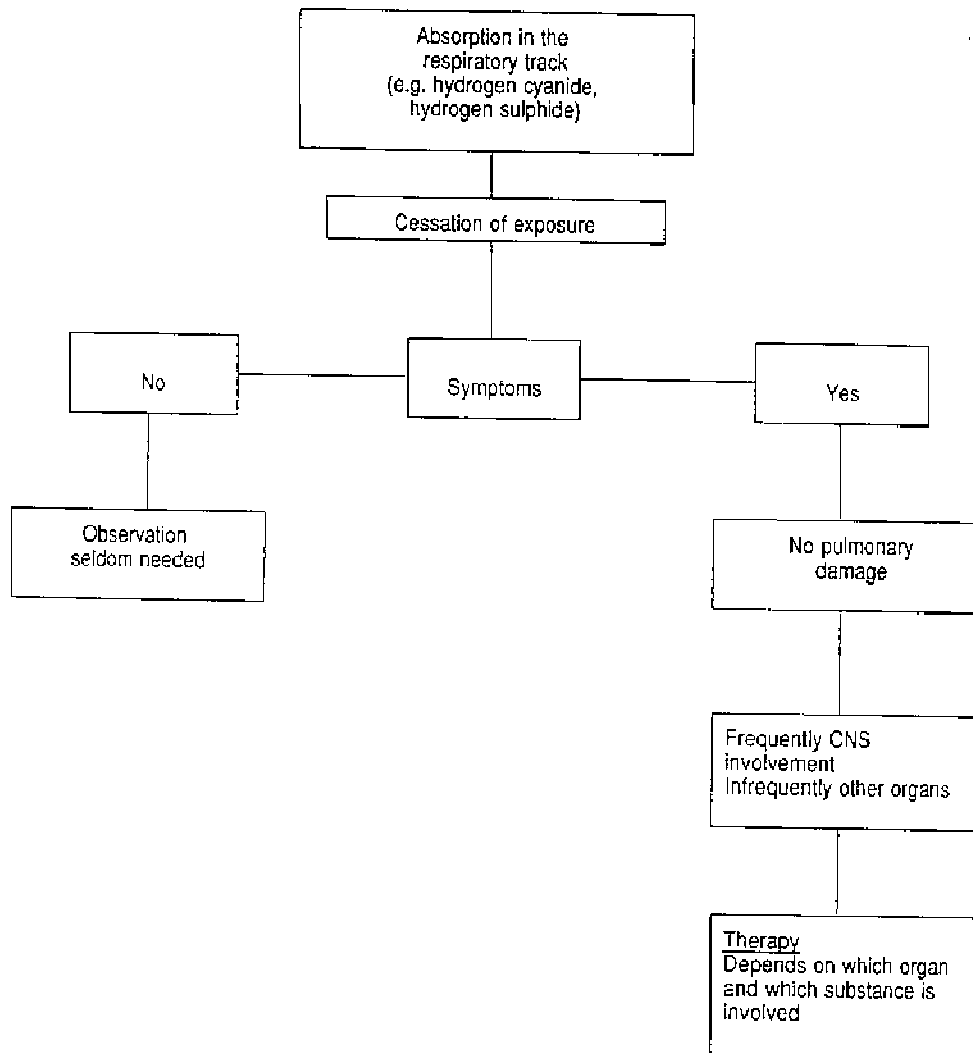 Absorption in the
respiratory track
(e.g. hydrogen cyanide,
hydrogen sulphide)
Cessation of exposure
No
Symptoms
Yes
Observation
seldom needed
No pulmonary
damage
Frequently CNS
involvement
Infrequently other organs
Therapy
Depends on which organ
and which substance is
involved